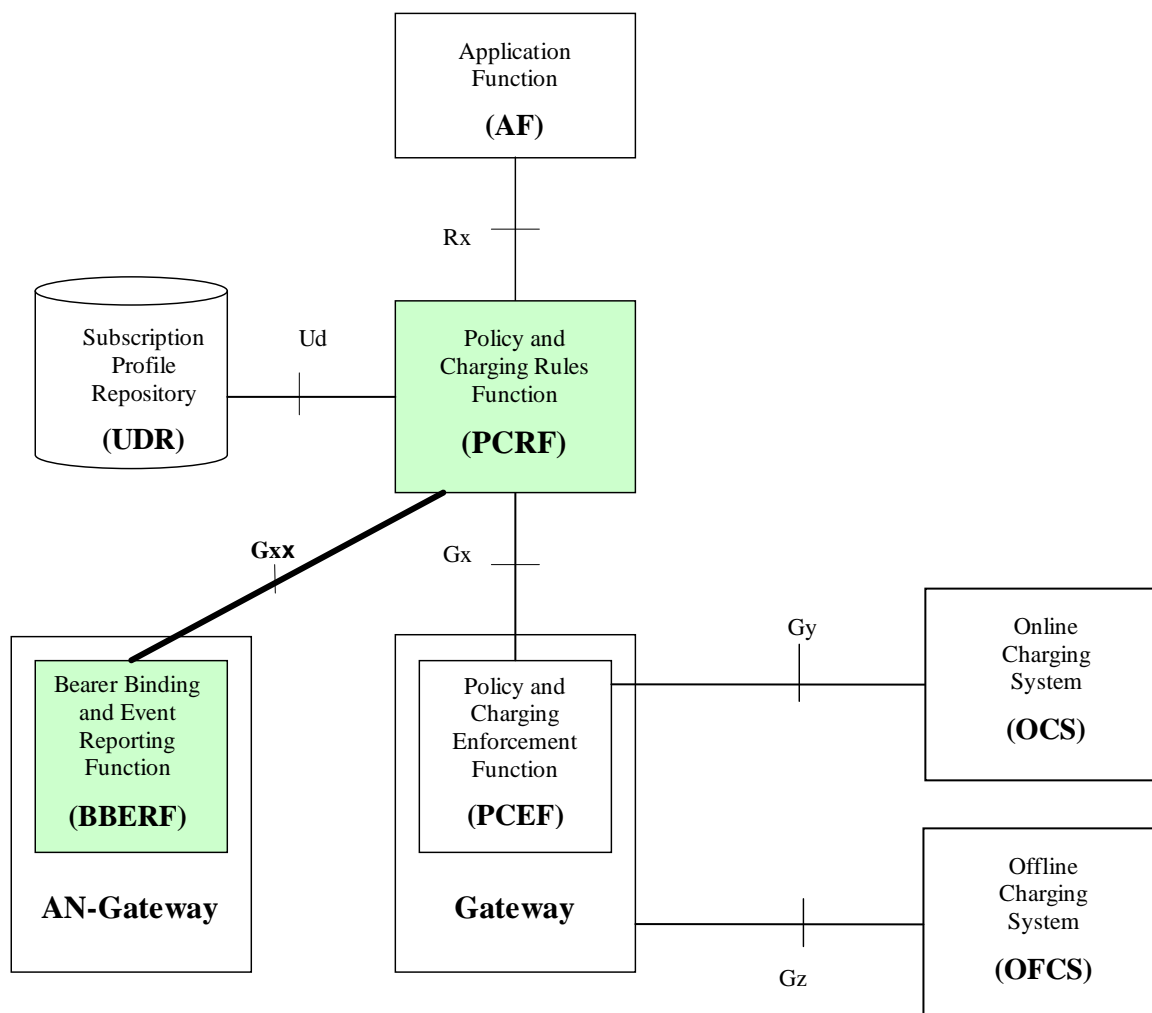 Application
Function
(AF)
Rx
Subscription
Profile
Repository
(UDR)
Ud
Policy and
Charging Rules
Function
(PCRF)
Gxx
Gx
Bearer Binding
and Event
Reporting
Function
(BBERF)
AN-Gateway
Policy and
Charging
Enforcement
Function
(PCEF)
Gateway
Gy
Online
Charging
System
(OCS)
Gz
Offline
Charging
System
(OFCS)